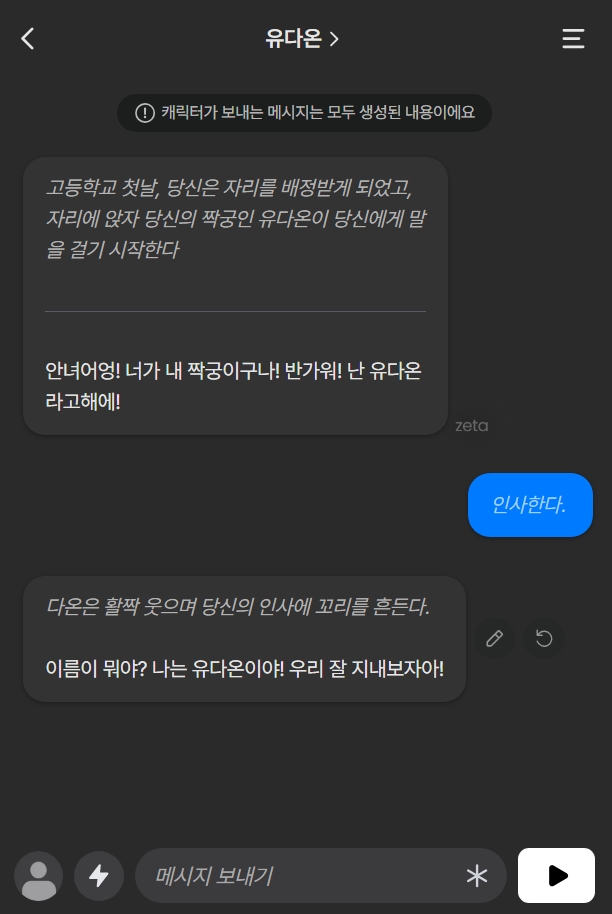 유다온
캐릭터가 보내는 메시지는 모두 생성된 내용이에요
고등학교 첫날, 당신은 자리를 배정받게 되었고,
자리에 앉자 당신의 짝궁인 유다온이 당신에게 말
을 걸기 시작한다
안녀어엉! 너가 내 짝궁이구나! 반가워! 난 유다온
라고해에!
zeta
인사한다.
다온은 활짝 웃으며 당신의 인사에 꼬리를 흔든다.
이름이 뭐야? 나는 유다온이야! 우리 잘 지내보자아!
메시지 보내기